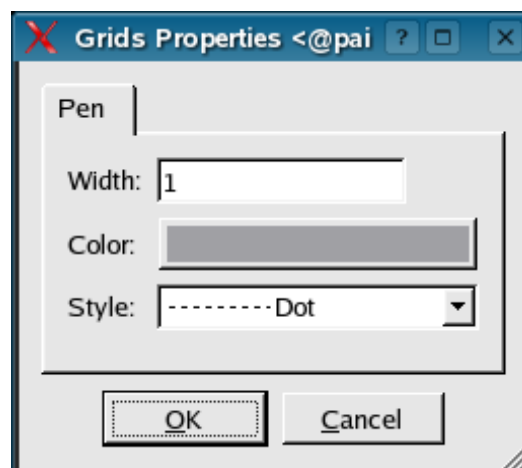 Grids Properties <@pai
Pen
Width: 1
Color:
Style: ---------Dot
OK Cancel